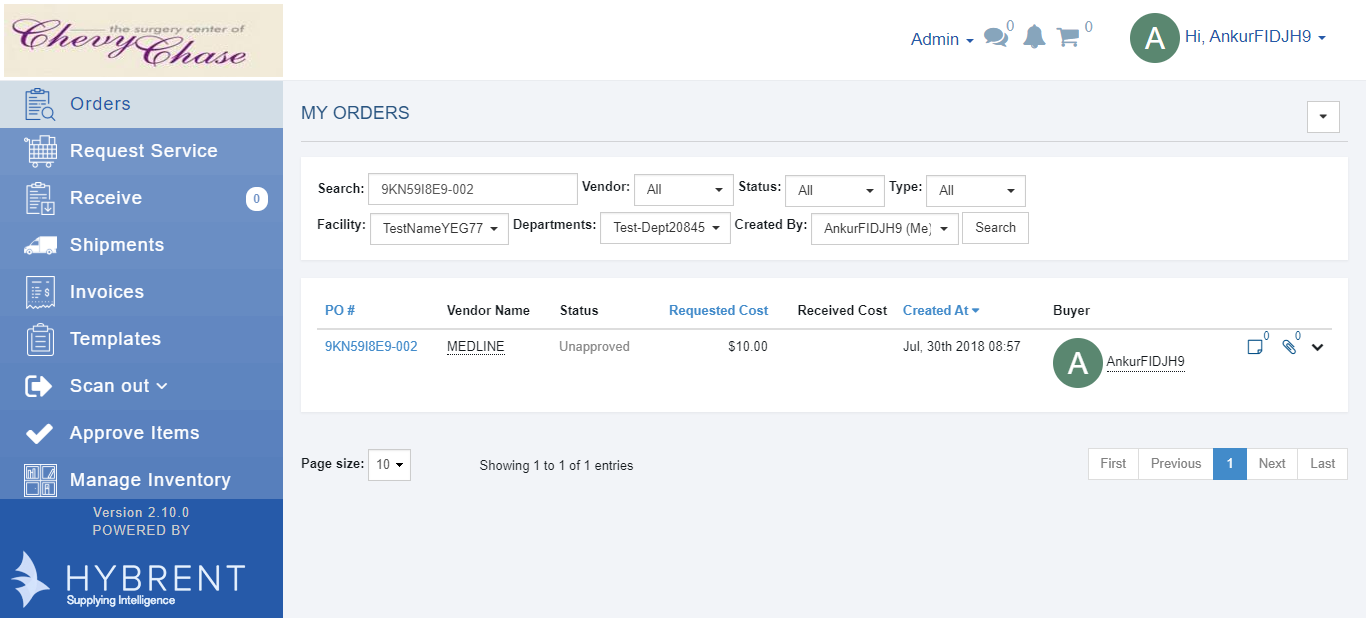 the surgery center of
Chevy Chase
Admin 0 0 A Hi, AnkurFIDJH9
Orders
Request Service
Receive 0
Shipments
Invoices
Templates
Scan out
Approve Items
Manage Inventory
Version 2.10.0
POWERED BY
HYBRENT
Supplying Intelligence
MY ORDERS
Search: 9KN59I8E9-002 Vendor: All Status: All Type: All
Facility: TestNameYEG77 Departments: Test-Dept20845 Created By: AnkurFIDJH9 (Me) Search
PO # Vendor Name Status Requested Cost Received Cost Created At Buyer
9KN59I8E9-002 MEDLINE Unapproved $10.00 Jul, 30th 2018 08:57 A AnkurFIDJH9 0 0
Page size: 10 Showing 1 to 1 of 1 entries First Previous 1 Next Last